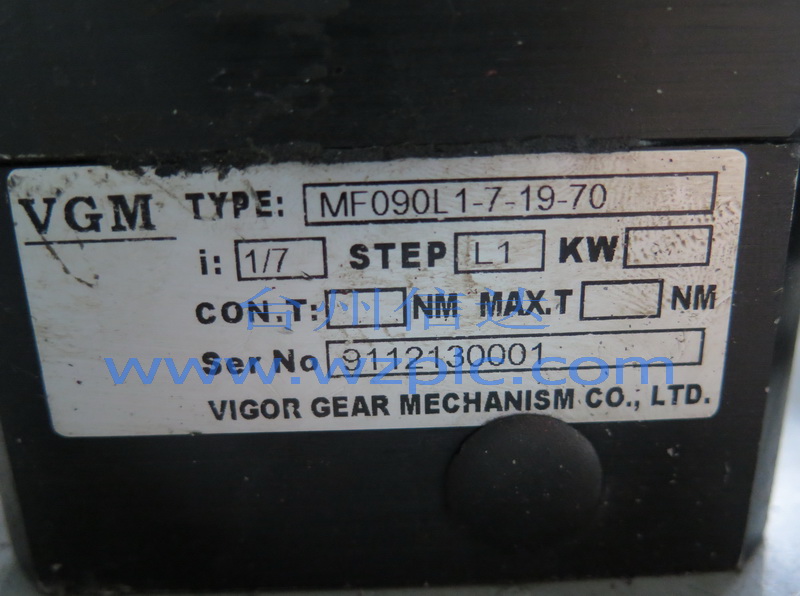 VGM TYPE: MF090L1-7-19-70
i: 1/7 STEP L1 KW
CON.T: NM MAX.T NM
台州信达
Ser No 9112130001
www.wzplc.com
VIGOR GEAR MECHANISM CO., LTD.